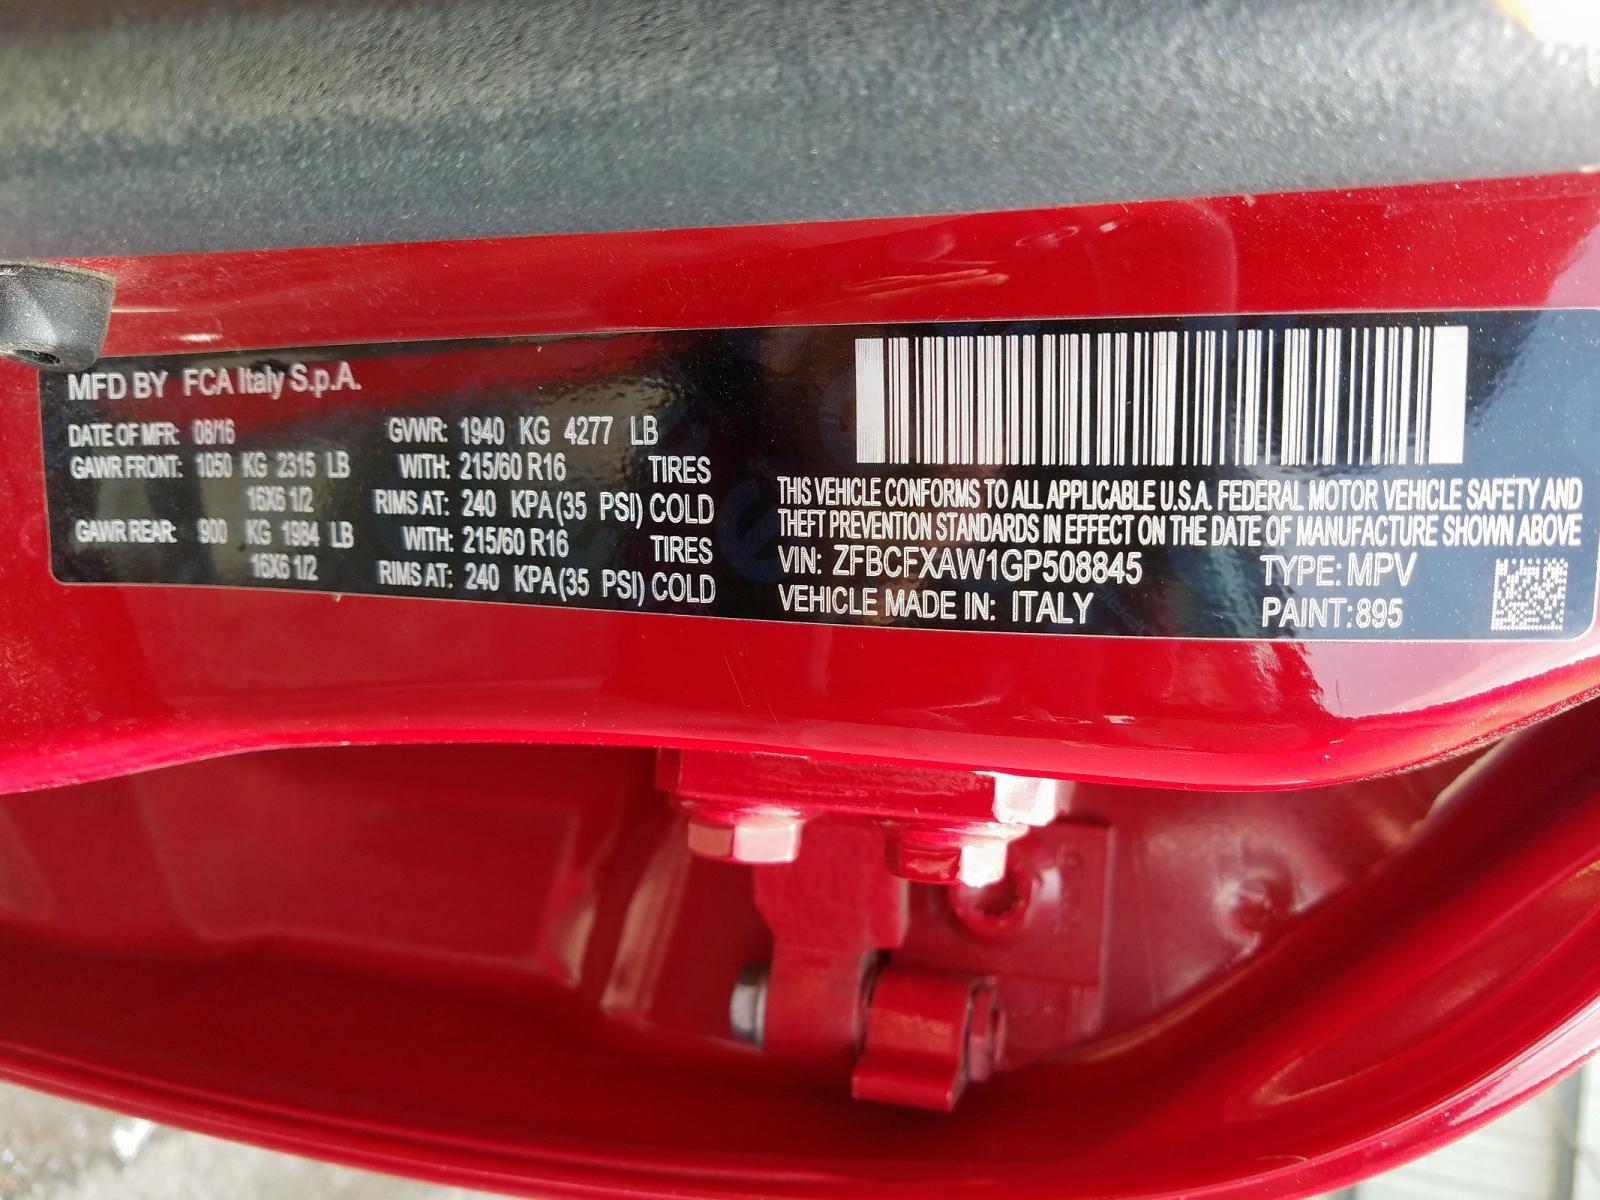 MFD BY FCA Italy S.p.A.
DATE OF MFR: 08/16 GVWR: 1940 KG 4277 LB
GAWR FRONT: 1050 KG 2315 LB WITH: 215/60 R16 TIRES
16X6 1/2 RIMS AT: 240 KPA (35 PSI) COLD
GAWR REAR: 900 KG 1984 LB WITH: 215/60 R16 TIRES
16X6 1/2 RIMS AT: 240 KPA (35 PSI) COLD
THIS VEHICLE CONFORMS TO ALL APPLICABLE U.S.A. FEDERAL MOTOR VEHICLE SAFETY AND
THEFT PREVENTION STANDARDS IN EFFECT ON THE DATE OF MANUFACTURE SHOWN ABOVE
VIN: ZFBCFXAW1GP508845 TYPE: MPV
VEHICLE MADE IN: ITALY PAINT: 895